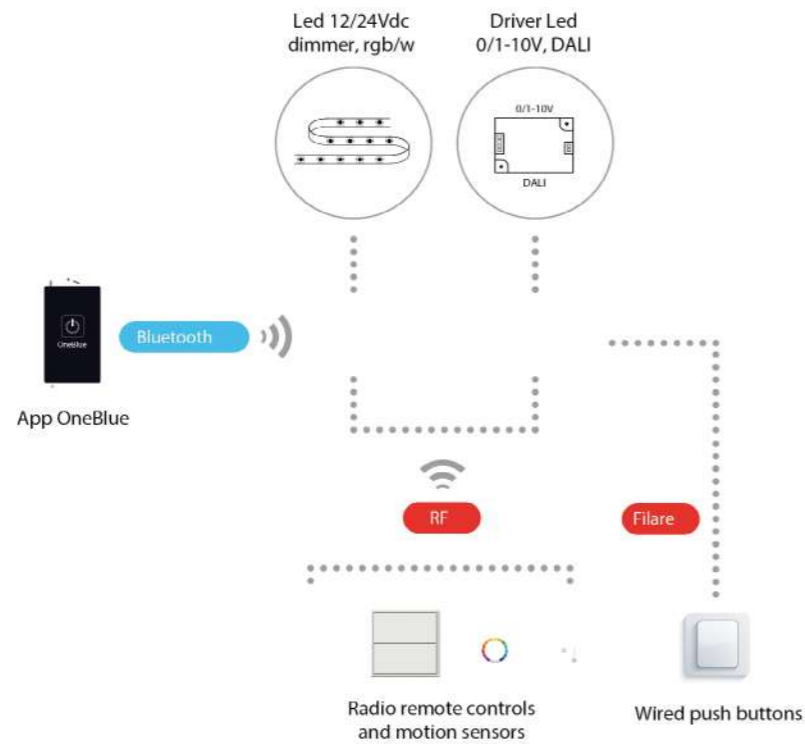 Led 12/24Vdc
dimmer, rgb/w
Driver Led
0/1-10V, DALI
0/1-10V
DALI
OneBlue
Bluetooth
App OneBlue
RF
Filare
Radio remote controls
and motion sensors
Wired push buttons